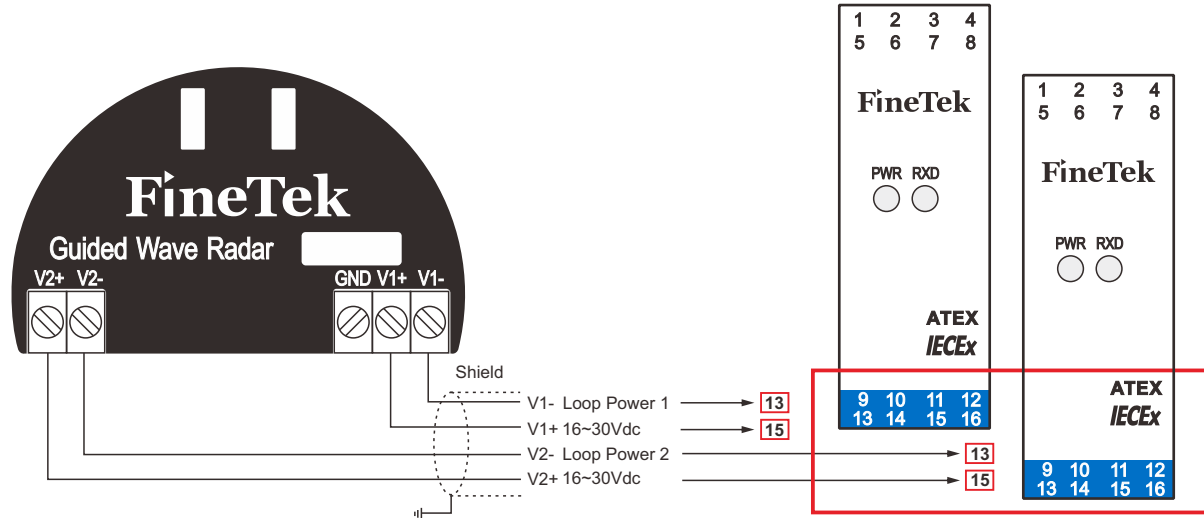 FineTek
Guided Wave Radar
V2+ V2-
GND V1+ V1-
Shield
V1- Loop Power 1
13
V1+ 16~30Vdc
15
V2- Loop Power 2
13
V2+ 16~30Vdc
15
1 2 3 4
5 6 7 8
FineTek
PWR RXD
ATEX
IECEx
9 10 11 12
13 14 15 16
1 2 3 4
5 6 7 8
FineTek
PWR RXD
ATEX
IECEx
9 10 11 12
13 14 15 16